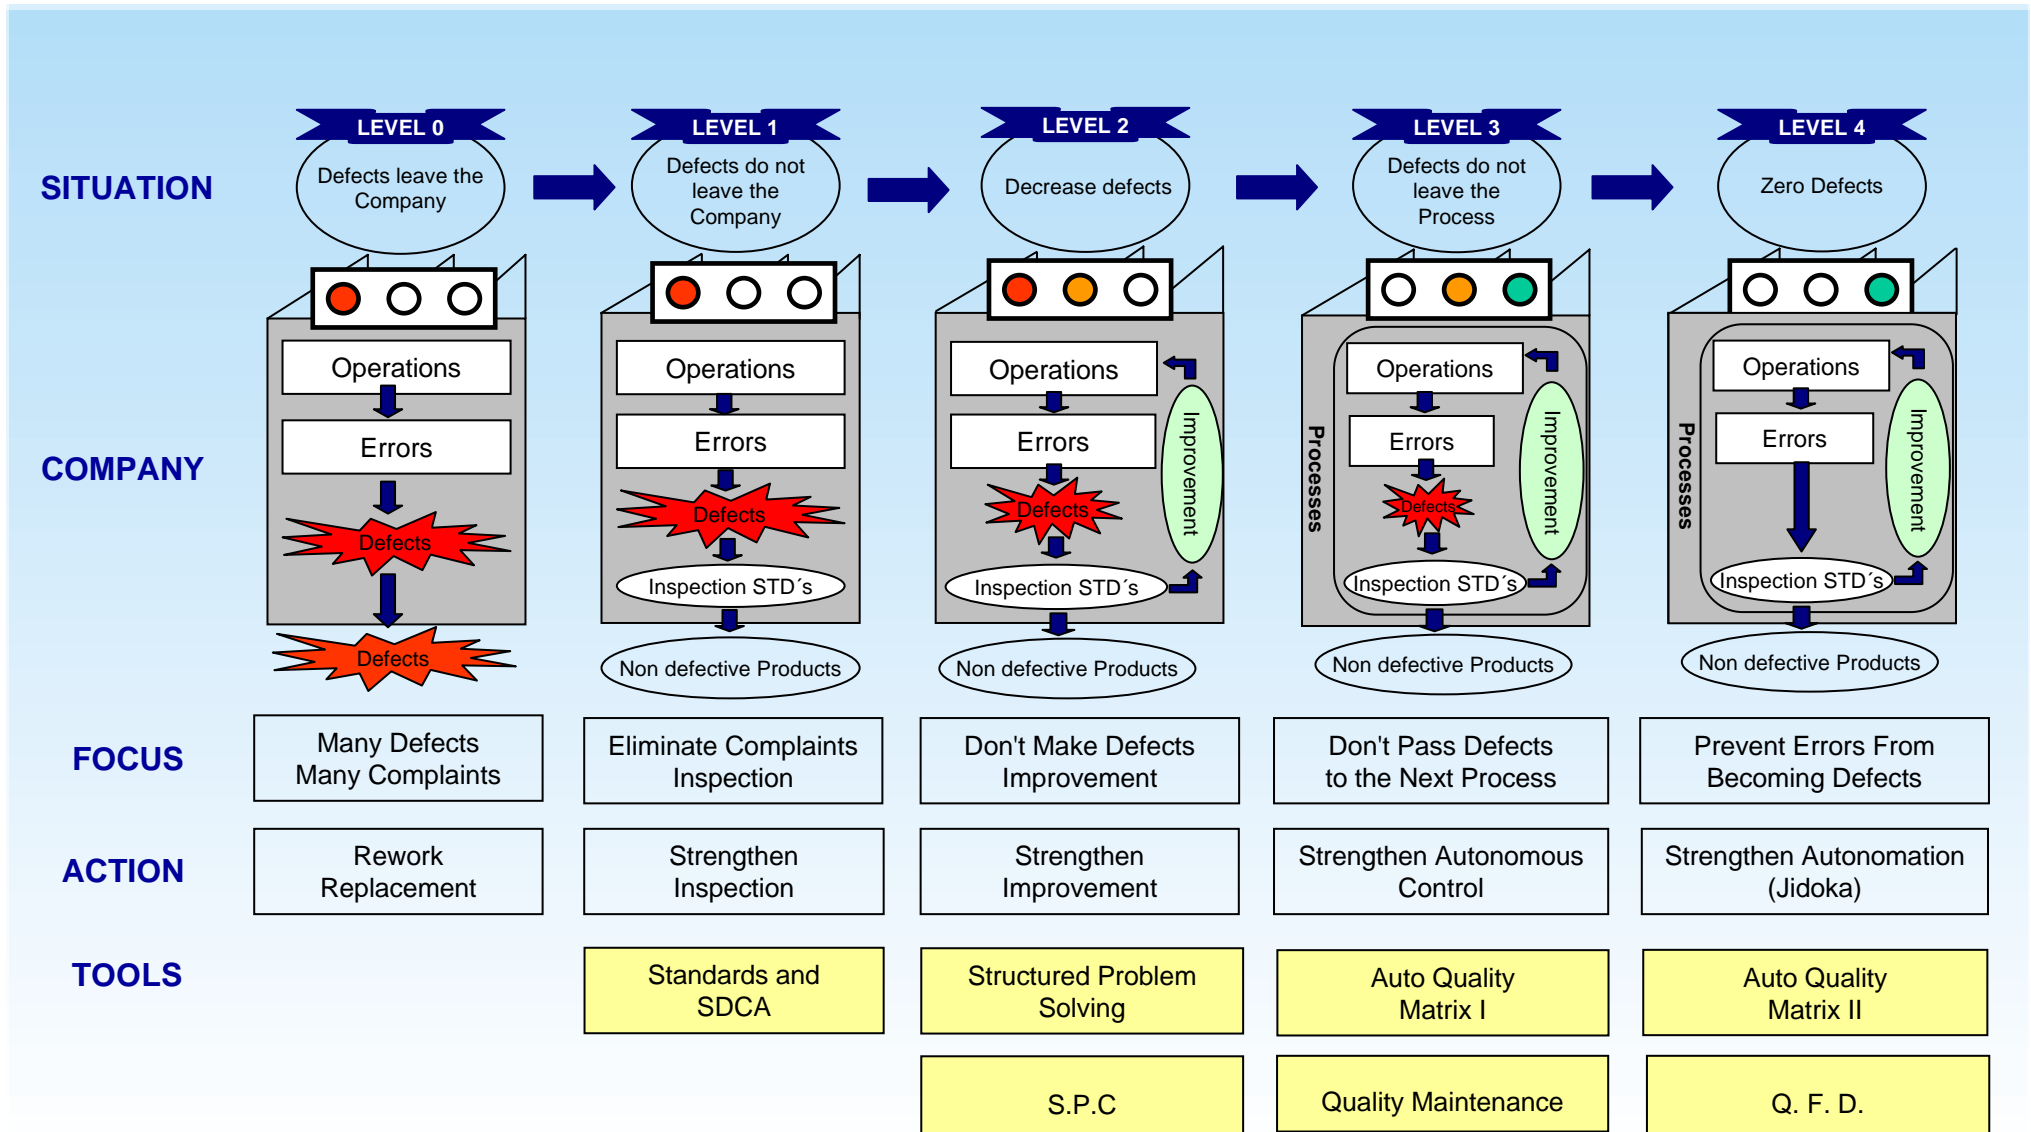 LEVEL 0
LEVEL 1
LEVEL 2
LEVEL 3
LEVEL 4
SITUATION
Defects leave the
Company
Defects do not
leave the
Company
Decrease defects
Defects do not
leave the
Process
Zero Defects
COMPANY
Operations
Errors
Defects
Defects
Operations
Errors
Defects
Inspection STD´s
Non defective Products
Operations
Errors
Defects
Inspection STD´s
Improvement
Non defective Products
Processes
Operations
Errors
Defects
Inspection STD´s
Improvement
Non defective Products
Processes
Operations
Errors
Inspection STD´s
Improvement
Non defective Products
FOCUS
Many Defects
Many Complaints
Eliminate Complaints
Inspection
Don't Make Defects
Improvement
Don't Pass Defects
to the Next Process
Prevent Errors From
Becoming Defects
ACTION
Rework
Replacement
Strengthen
Inspection
Strengthen
Improvement
Strengthen Autonomous
Control
Strengthen Autonomation
(Jidoka)
TOOLS
Standards and
SDCA
Structured Problem
Solving
Auto Quality
Matrix I
Auto Quality
Matrix II
S.P.C
Quality Maintenance
Q. F. D.